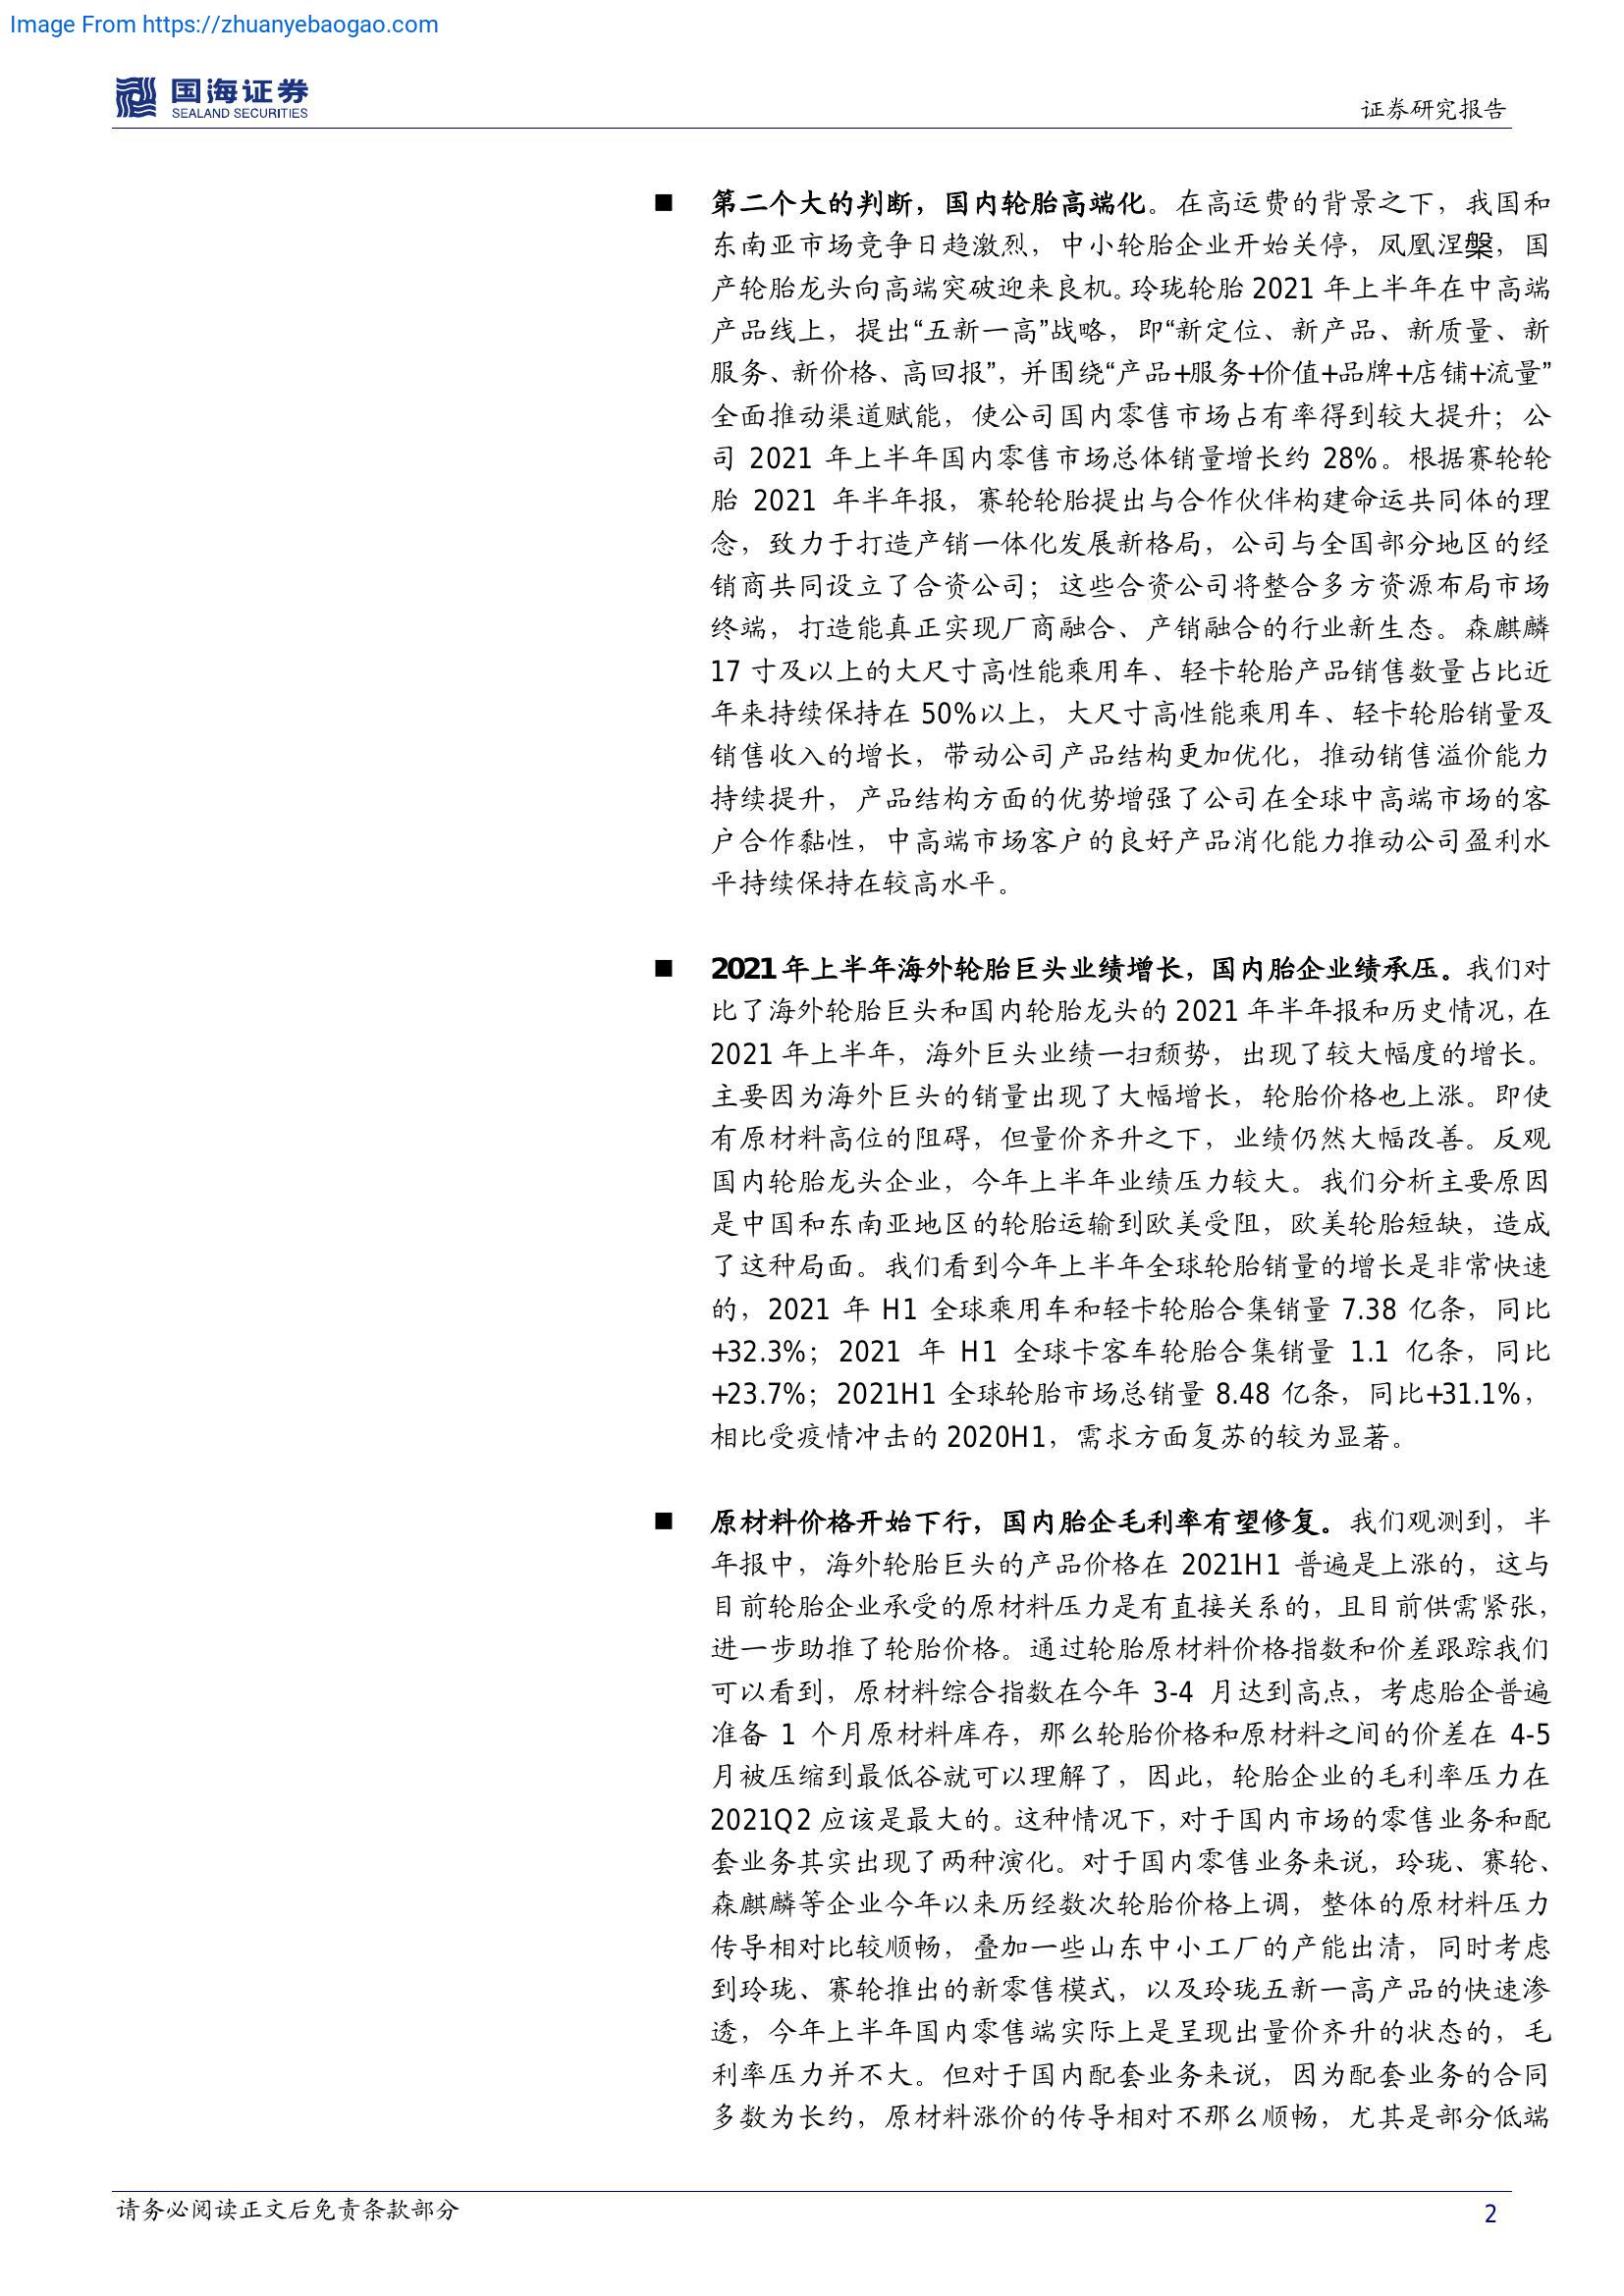 Image From https://zhuanyebaogao.com
国海证券
SEALAND SECURITIES
证券研究报告
■ 第二个大的判断，国内轮胎高端化。在高运费的背景之下，我国和
东南亚市场竞争日趋激烈，中小轮胎企业开始关停，凤凰涅槃，国
产轮胎龙头向高端突破迎来良机。玲珑轮胎 2021 年上半年在中高端
产品线上，提出“五新一高”战略，即“新定位、新产品、新质量、新
服务、新价格、高回报”，并围绕“产品+服务+价值+品牌+店铺+流量”
全面推动渠道赋能，使公司国内零售市场占有率得到较大提升；公
司 2021 年上半年国内零售市场总体销量增长约 28%。根据赛轮轮
胎 2021 年半年报，赛轮轮胎提出与合作伙伴构建命运共同体的理
念，致力于打造产销一体化发展新格局，公司与全国部分地区的经
销商共同设立了合资公司；这些合资公司将整合多方资源布局市场
终端，打造能真正实现厂商融合、产销融合的行业新生态。森麒麟
17 寸及以上的大尺寸高性能乘用车、轻卡轮胎产品销售数量占比近
年来持续保持在 50%以上，大尺寸高性能乘用车、轻卡轮胎销量及
销售收入的增长，带动公司产品结构更加优化，推动销售溢价能力
持续提升，产品结构方面的优势增强了公司在全球中高端市场的客
户合作黏性，中高端市场客户的良好产品消化能力推动公司盈利水
平持续保持在较高水平。
■ 2021 年上半年海外轮胎巨头业绩增长，国内胎企业绩承压。我们对
比了海外轮胎巨头和国内轮胎龙头的 2021 年半年报和历史情况，在
2021 年上半年，海外巨头业绩一扫颓势，出现了较大幅度的增长。
主要因为海外巨头的销量出现了大幅增长，轮胎价格也上涨。即使
有原材料高位的阻碍，但量价齐升之下，业绩仍然大幅改善。反观
国内轮胎龙头企业，今年上半年业绩压力较大。我们分析主要原因
是中国和东南亚地区的轮胎运输到欧美受阻，欧美轮胎短缺，造成
了这种局面。我们看到今年上半年全球轮胎销量的增长是非常快速
的，2021 年 H1 全球乘用车和轻卡轮胎合集销量 7.38 亿条，同比
+32.3%；2021 年 H1 全球卡客车轮胎合集销量 1.1 亿条，同比
+23.7%；2021H1 全球轮胎市场总销量 8.48 亿条，同比+31.1%，
相比受疫情冲击的 2020H1，需求方面复苏的较为显著。
■ 原材料价格开始下行，国内胎企毛利率有望修复。我们观测到，半
年报中，海外轮胎巨头的产品价格在 2021H1 普遍是上涨的，这与
目前轮胎企业承受的原材料压力是有直接关系的，且目前供需紧张，
进一步助推了轮胎价格。通过轮胎原材料价格指数和价差跟踪我们
可以看到，原材料综合指数在今年 3-4 月达到高点，考虑胎企普遍
准备 1 个月原材料库存，那么轮胎价格和原材料之间的价差在 4-5
月被压缩到最低谷就可以理解了，因此，轮胎企业的毛利率压力在
2021Q2 应该是最大的。这种情况下，对于国内市场的零售业务和配
套业务其实出现了两种演化。对于国内零售业务来说，玲珑、赛轮、
森麒麟等企业今年以来历经数次轮胎价格上调，整体的原材料压力
传导相对比较顺畅，叠加一些山东中小工厂的产能出清，同时考虑
到玲珑、赛轮推出的新零售模式，以及玲珑五新一高产品的快速渗
透，今年上半年国内零售端实际上是呈现出量价齐升的状态的，毛
利率压力并不大。但对于国内配套业务来说，因为配套业务的合同
多数为长约，原材料涨价的传导相对不那么顺畅，尤其是部分低端
请务必阅读正文后免责条款部分
2